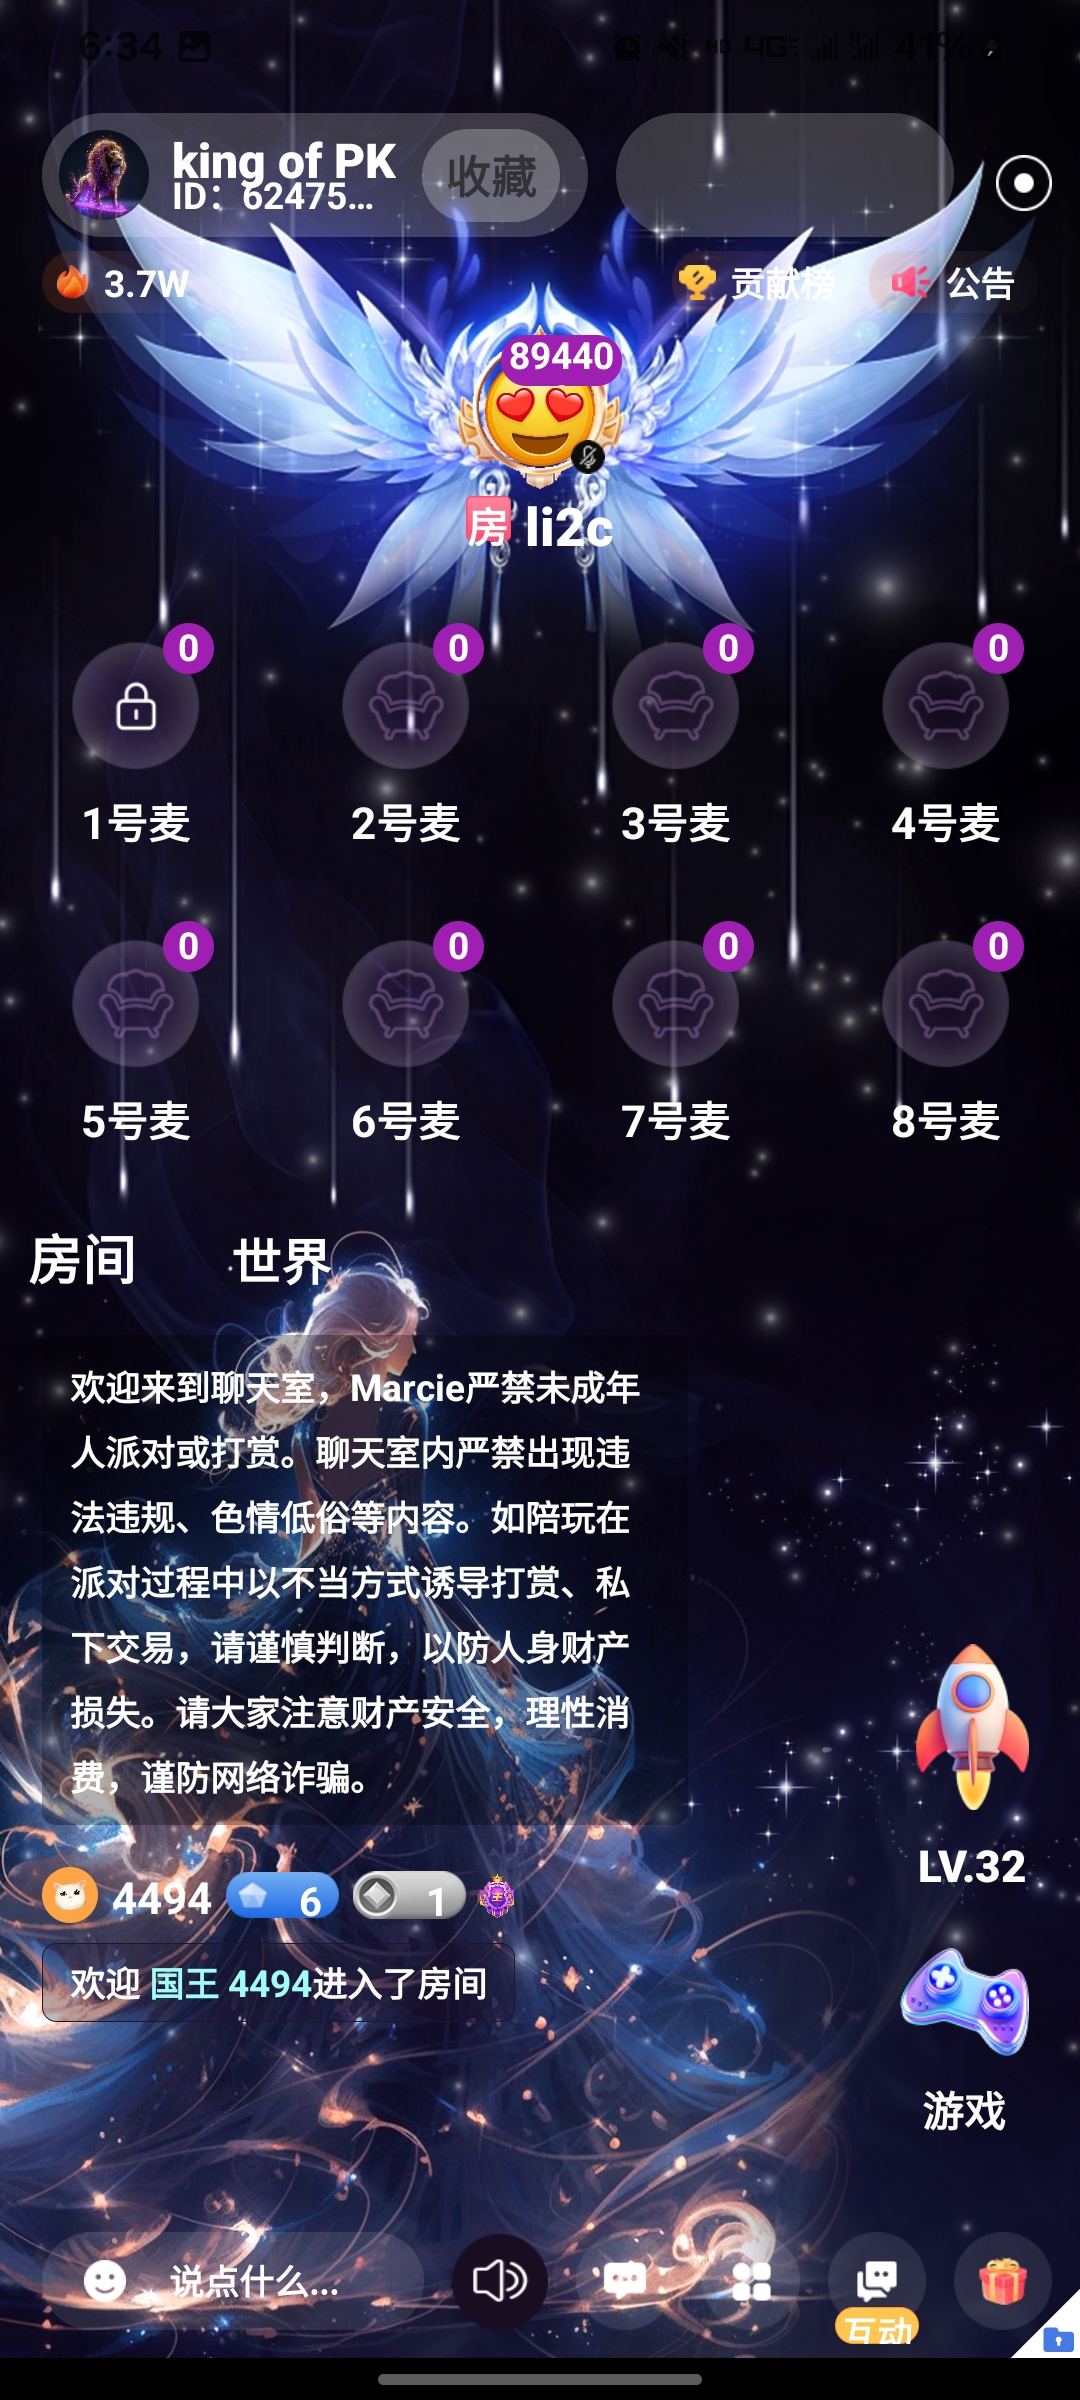 6:34 HD 4GE R 41%
king of PK
ID：62475...
收藏
3.7W
贡献榜
公告
89440
房 li2c
0 0 0 0
1号麦 2号麦 3号麦 4号麦
0 0 0 0
5号麦 6号麦 7号麦 8号麦
房间 世界
欢迎来到聊天室，Marcie严禁未成年
人派对或打赏。聊天室内严禁出现违
法违规、色情低俗等内容。如陪玩在
派对过程中以不当方式诱导打赏、私
下交易，请谨慎判断，以防人身财产
损失。请大家注意财产安全，理性消
费，谨防网络诈骗。
LV.32
4494 6 1
欢迎 国王 4494进入了房间
游戏
说点什么...
互动